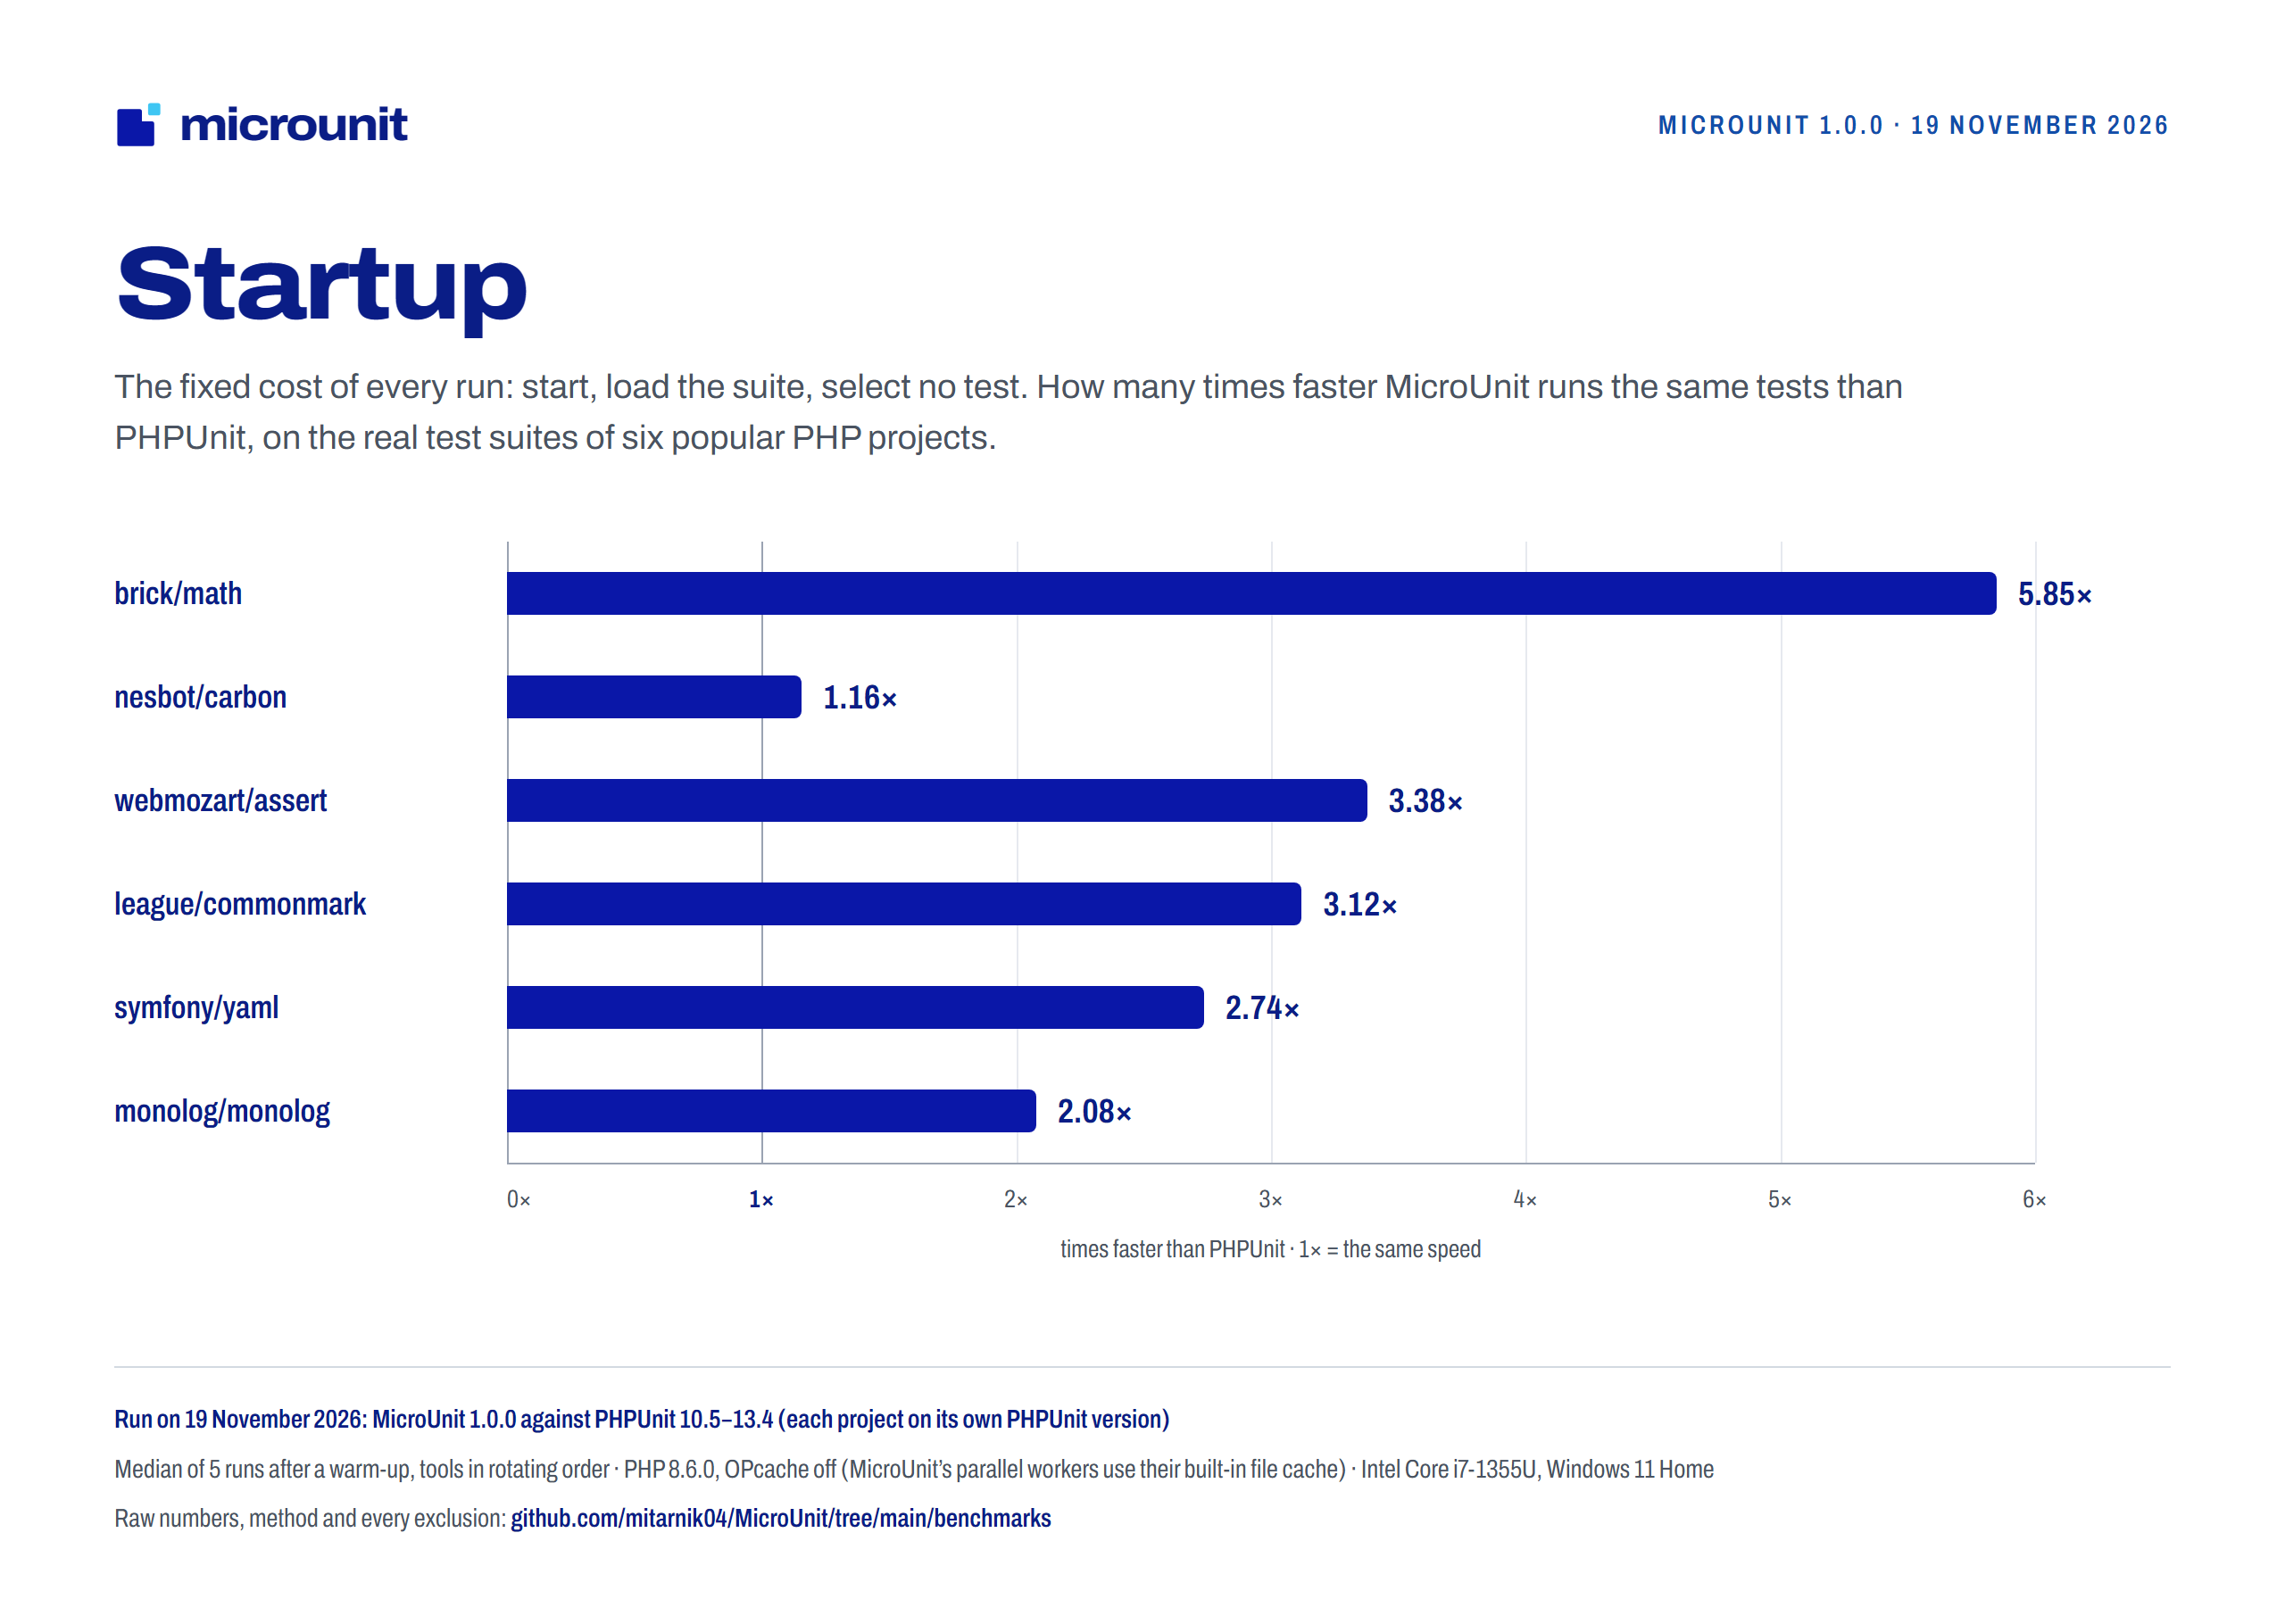 microunit
MICROUNIT 1.0.0 · 19 NOVEMBER 2026
Startup
The fixed cost of every run: start, load the suite, select no test. How many times faster MicroUnit runs the same tests than
PHPUnit, on the real test suites of six popular PHP projects.
brick/math 5.85×
nesbot/carbon 1.16×
webmozart/assert 3.38×
league/commonmark 3.12×
symfony/yaml 2.74×
monolog/monolog 2.08×
0× 1× 2× 3× 4× 5× 6×
times faster than PHPUnit · 1× = the same speed
Run on 19 November 2026: MicroUnit 1.0.0 against PHPUnit 10.5–13.4 (each project on its own PHPUnit version)
Median of 5 runs after a warm-up, tools in rotating order · PHP 8.6.0, OPcache off (MicroUnit’s parallel workers use their built-in file cache) · Intel Core i7-1355U, Windows 11 Home
Raw numbers, method and every exclusion: github.com/mitarnik04/MicroUnit/tree/main/benchmarks